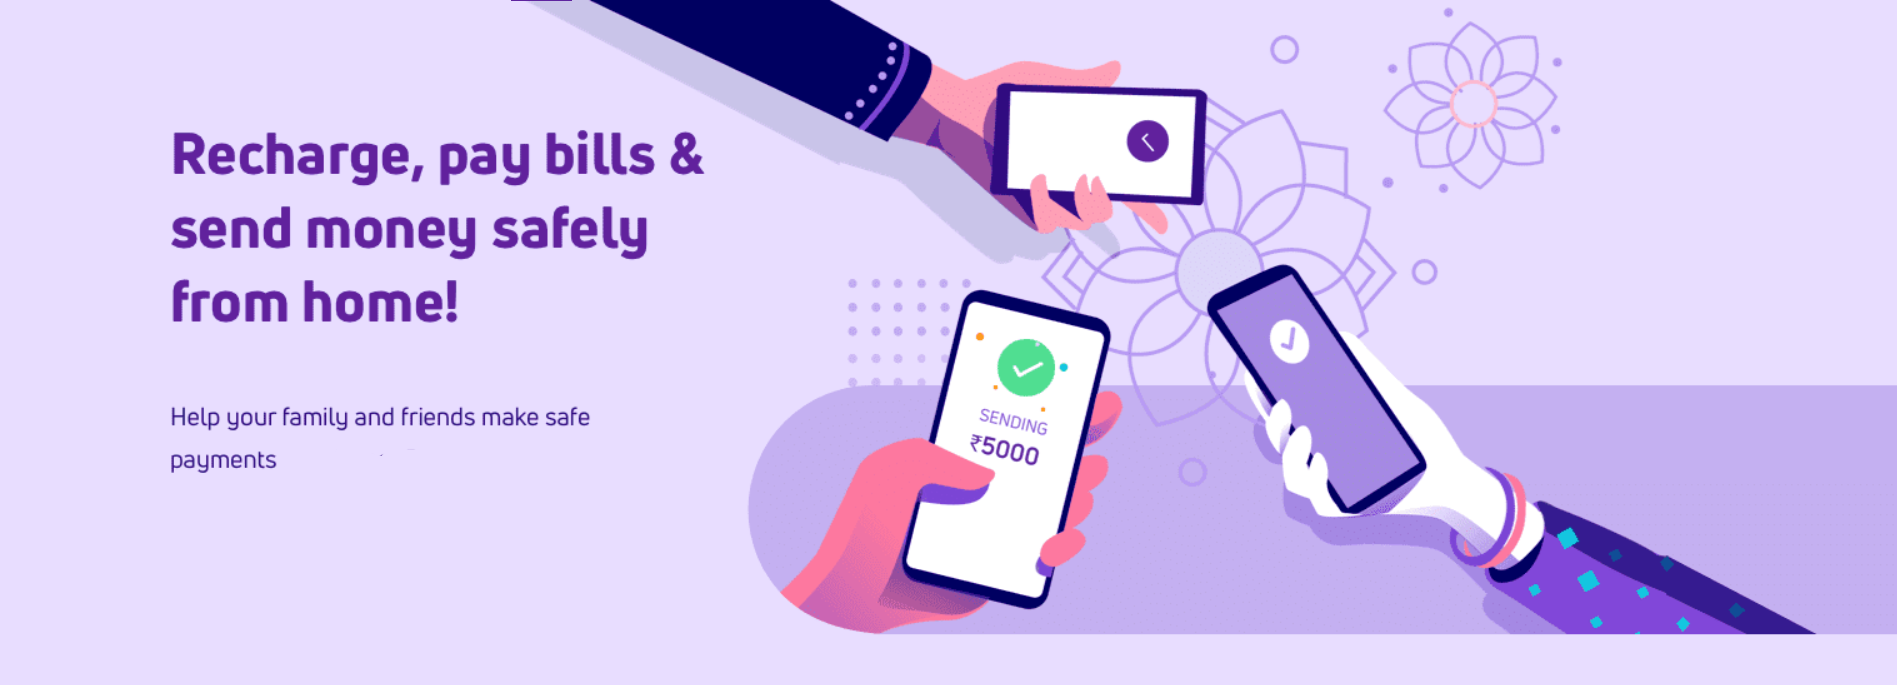 Recharge, pay bills &
send money safely
from home!
Help your family and friends make safe
payments
SENDING
₹5000